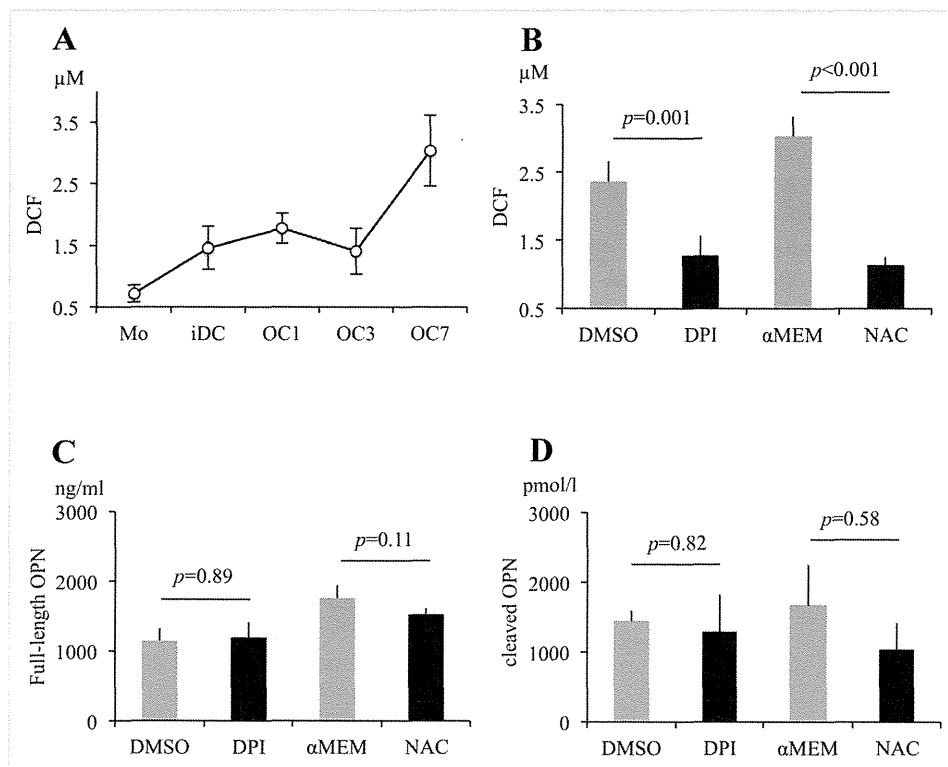 A
µM
3.5
2.5
1.5
0.5
DCF
Mo iDC OC1 OC3 OC7
B
µM
p<0.001
p=0.001
3.5
2.5
1.5
0.5
DCF
DMSO DPI αMEM NAC
C
ng/ml
3000
2000
1000
0
Full-length OPN
p=0.89
p=0.11
DMSO DPI αMEM NAC
D
pmol/l
3000
2000
1000
0
cleaved OPN
p=0.82
p=0.58
DMSO DPI αMEM NAC